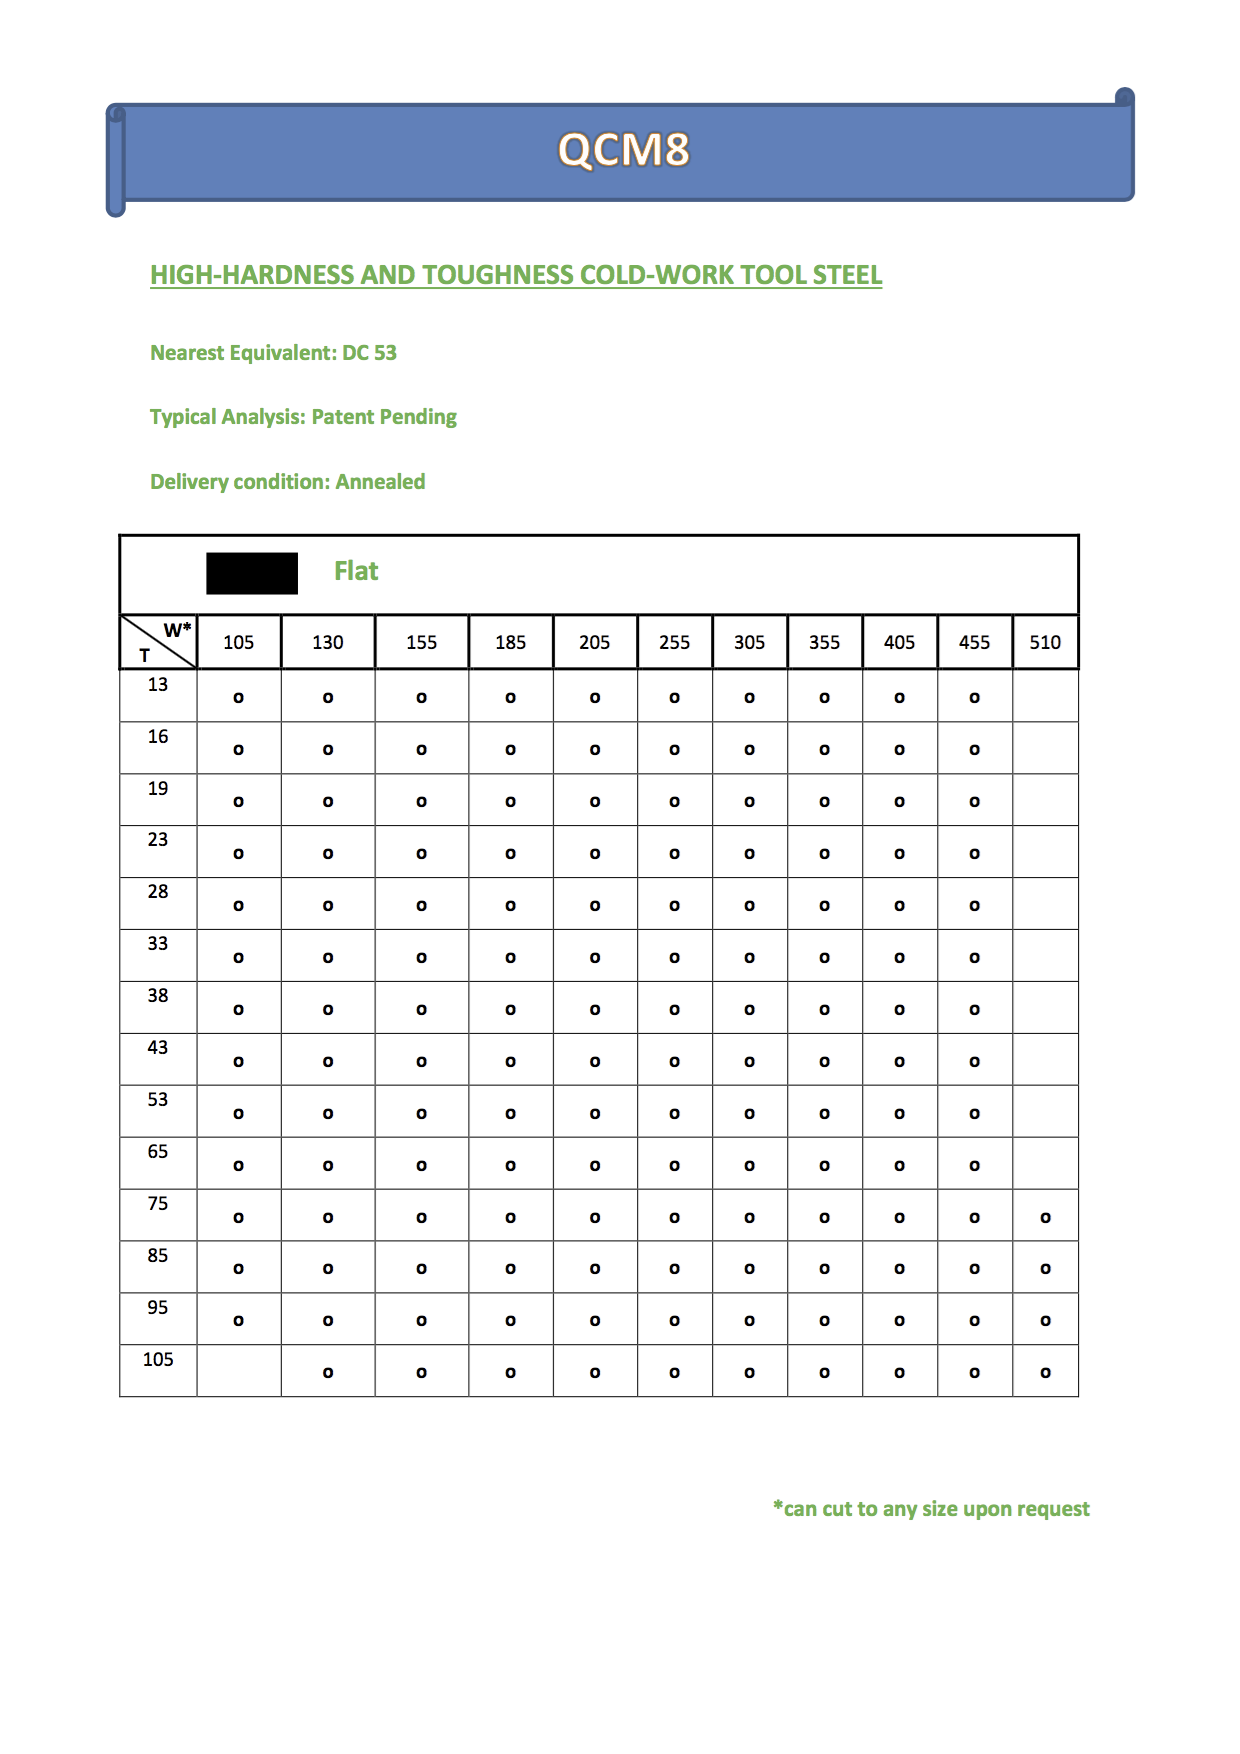 QCM8
HIGH-HARDNESS AND TOUGHNESS COLD-WORK TOOL STEEL
Nearest Equivalent: DC 53
Typical Analysis: Patent Pending
Delivery condition: Annealed
Flat
W*
T 105 130 155 185 205 255 305 355 405 455 510
13 o o o o o o o o o o
16 o o o o o o o o o o
19 o o o o o o o o o o
23 o o o o o o o o o o
28 o o o o o o o o o o
33 o o o o o o o o o o
38 o o o o o o o o o o
43 o o o o o o o o o o
53 o o o o o o o o o o
65 o o o o o o o o o o
75 o o o o o o o o o o o
85 o o o o o o o o o o o
95 o o o o o o o o o o o
105 o o o o o o o o o o
*can cut to any size upon request